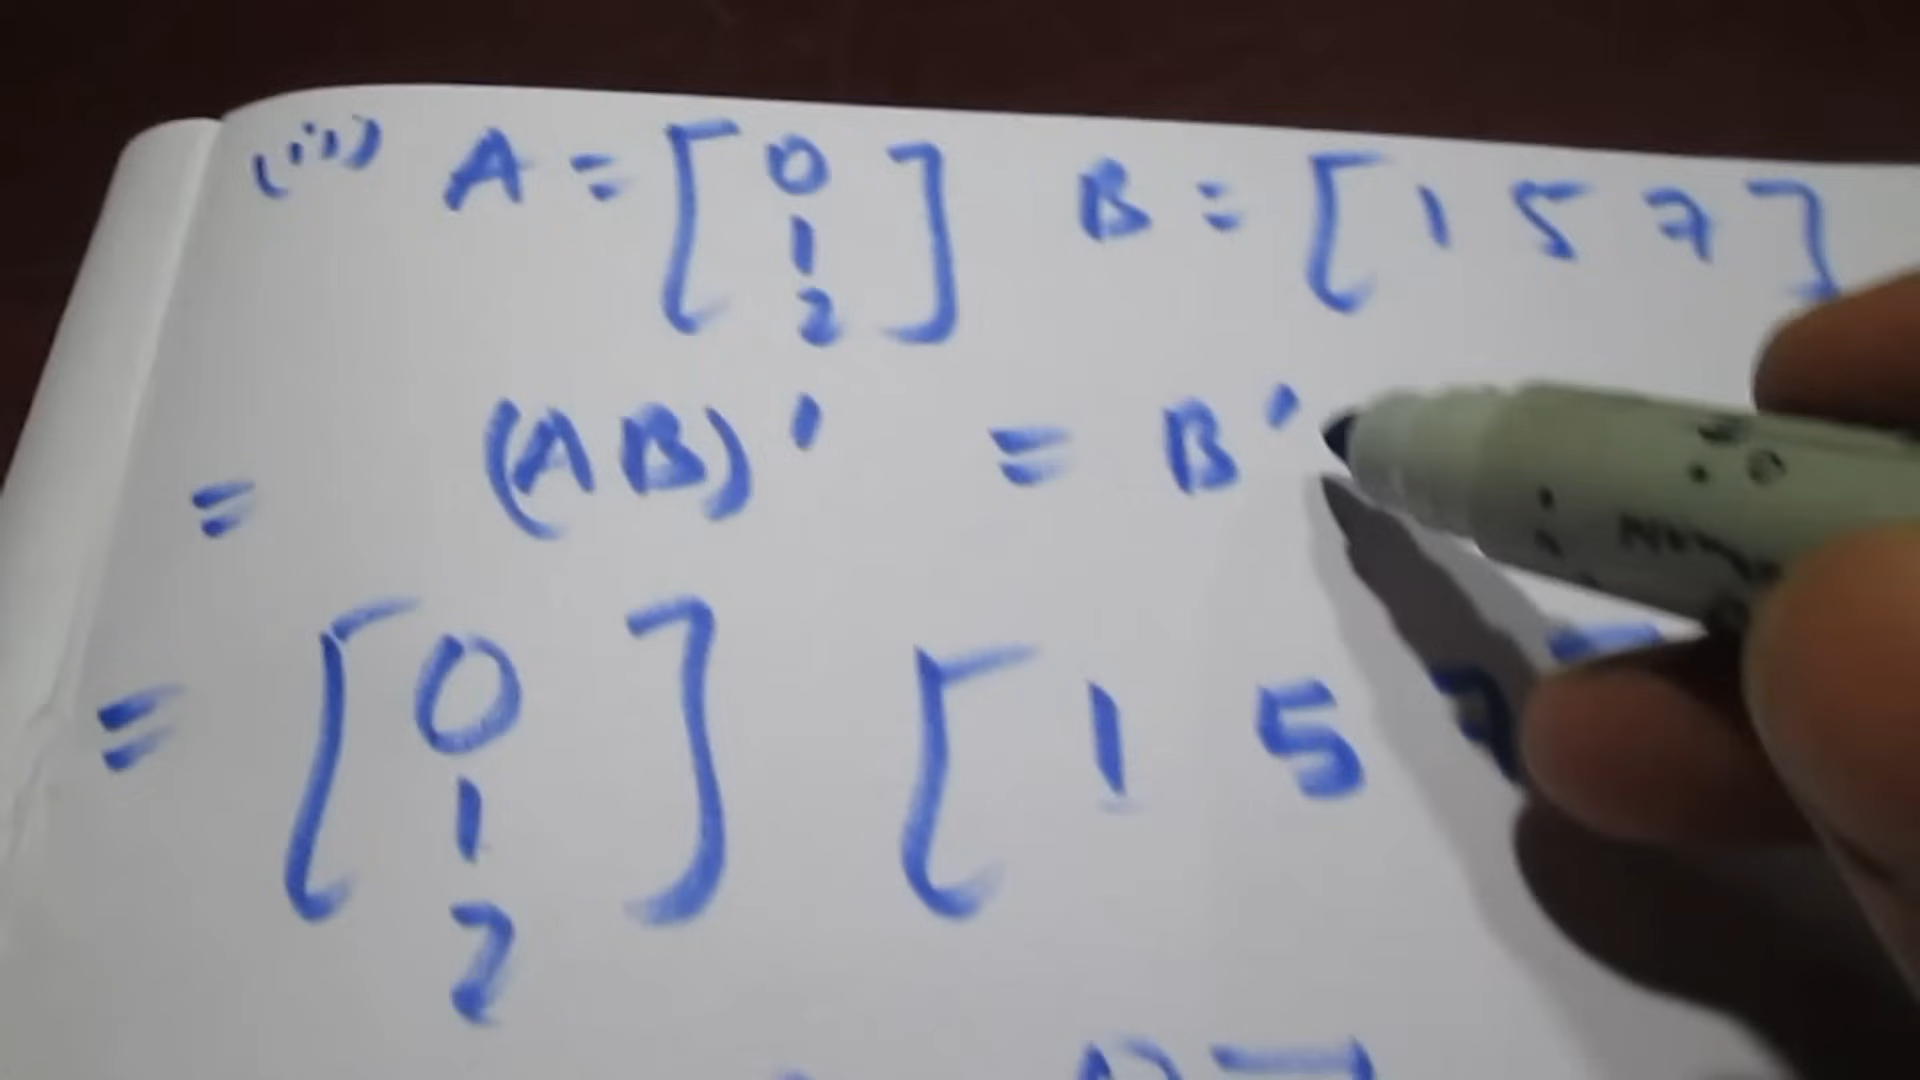 (ii) A = [ 0 1 2 ] B = [ 1 5 7 ]
= (AB)' = B'
= [ 0 1 2 ] [ 1 5